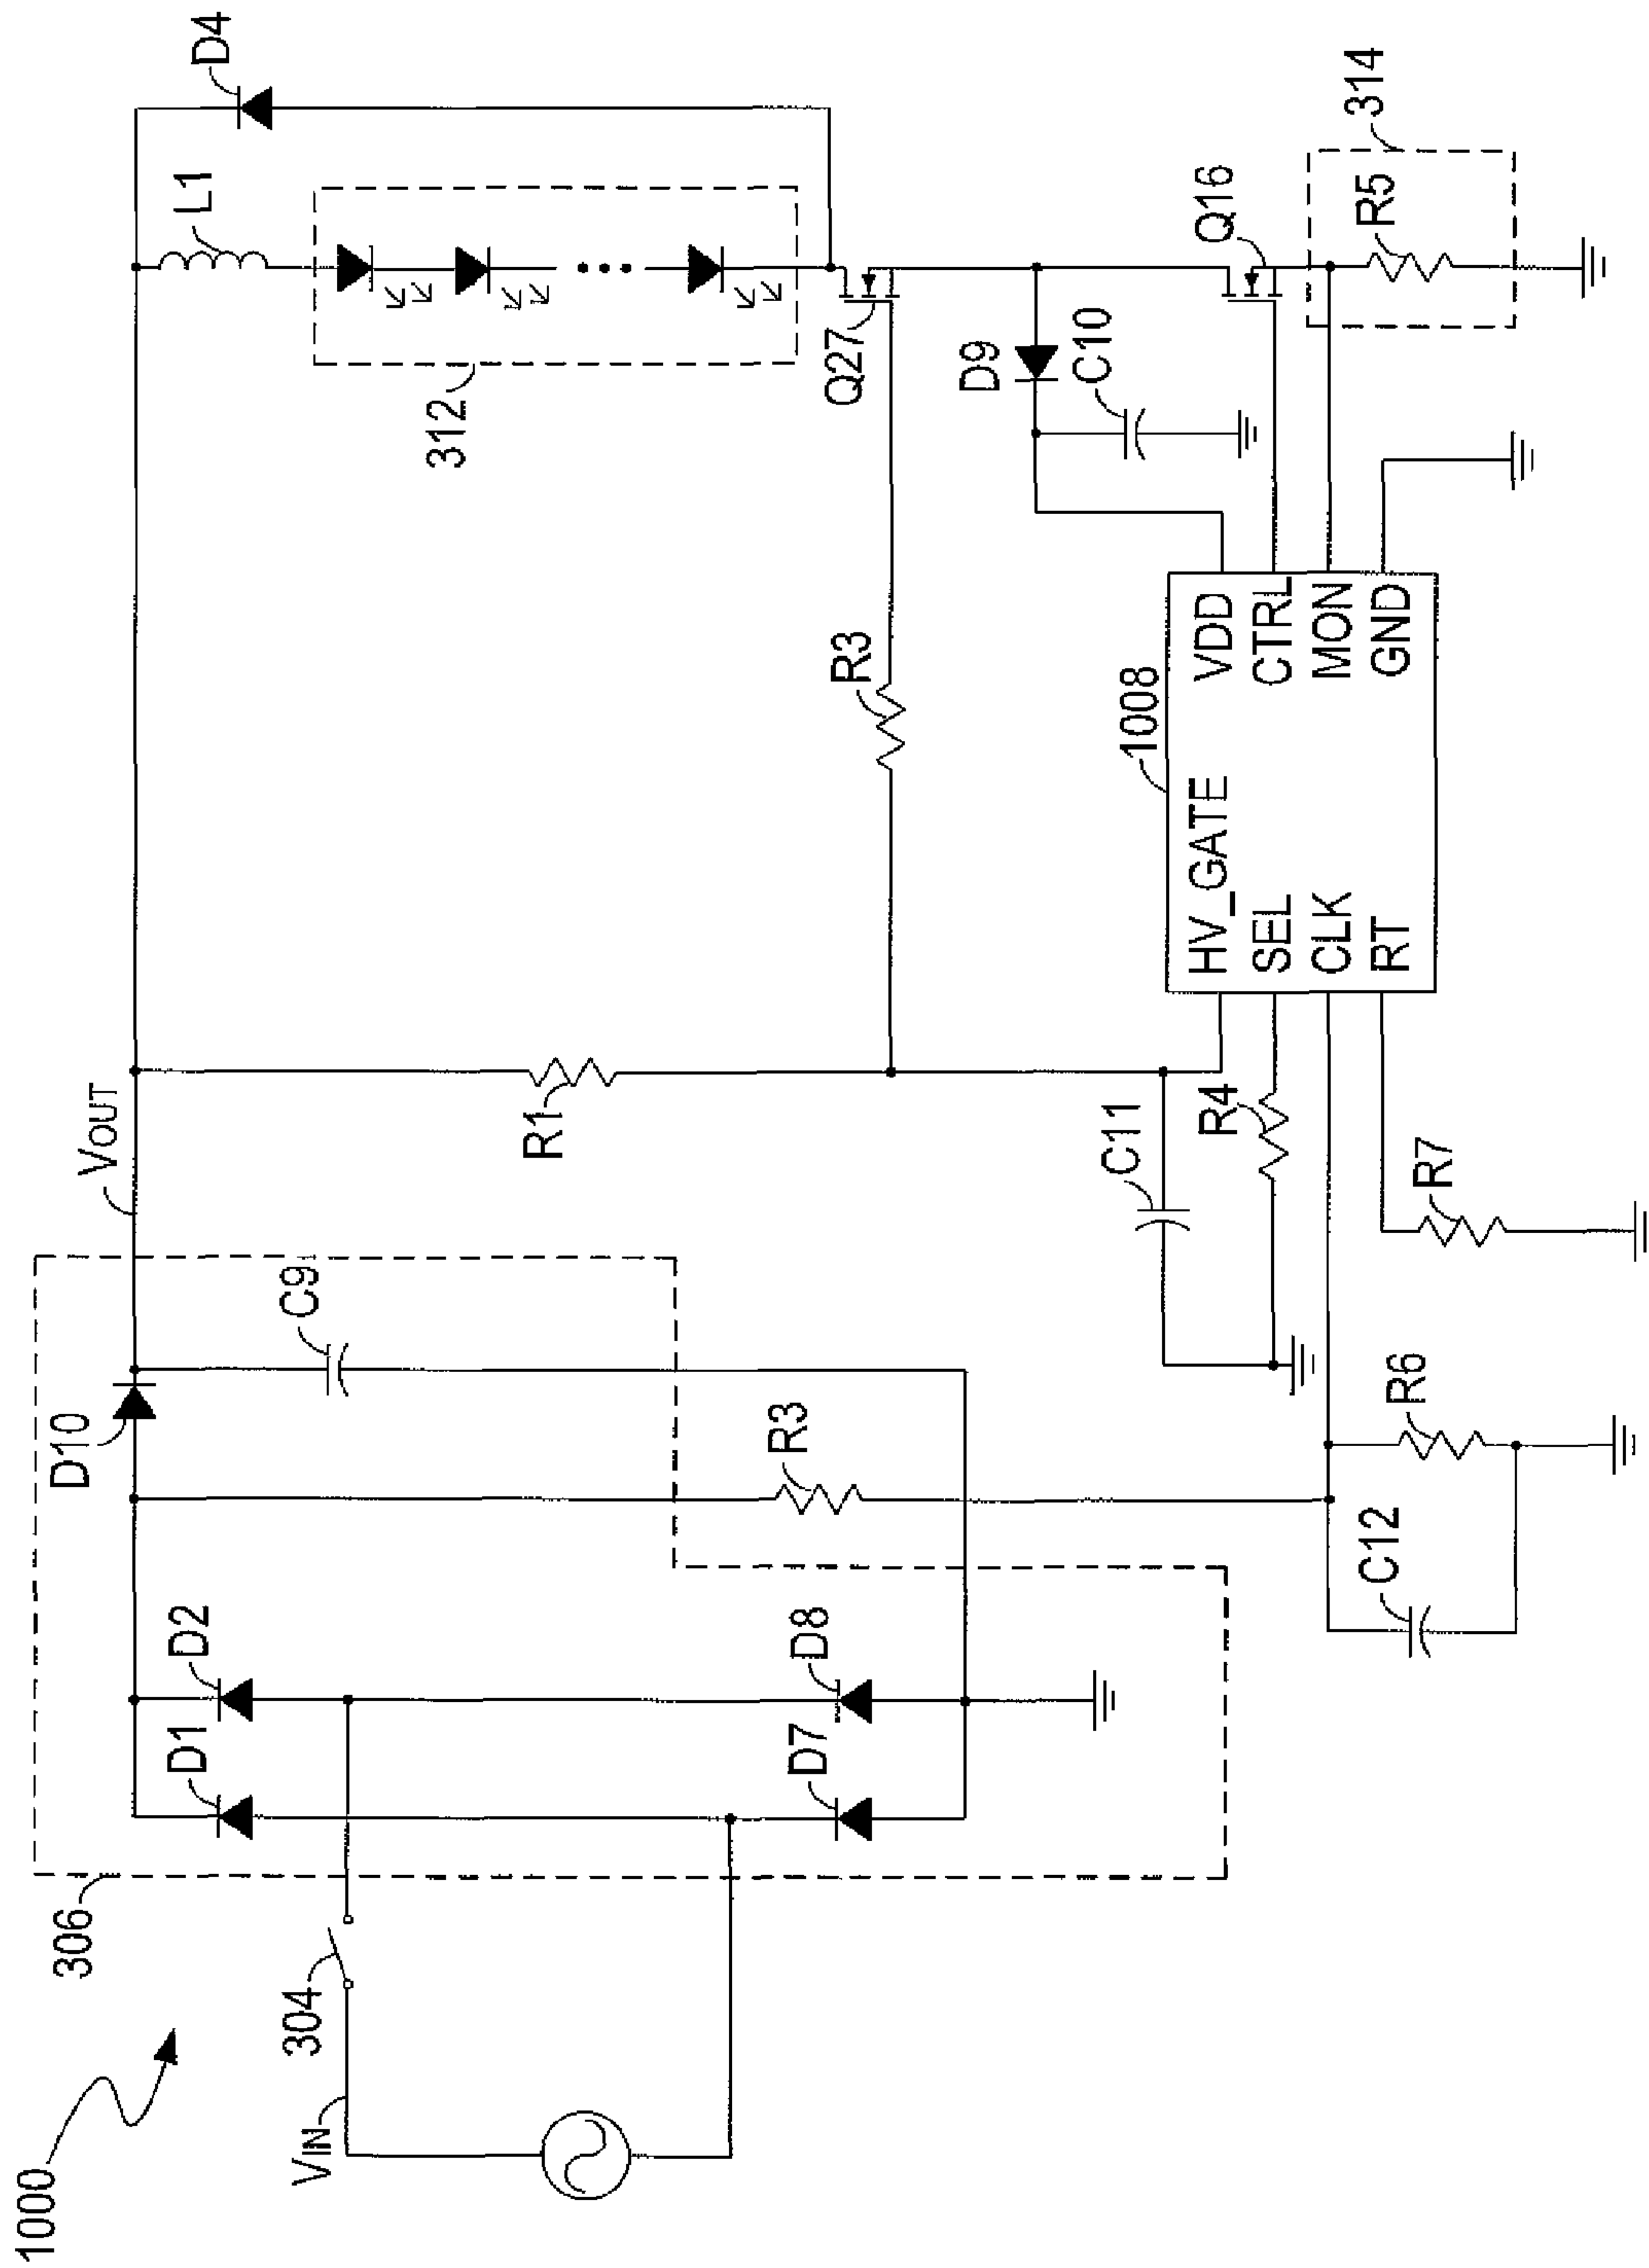 1000
306
D10
VOUT
D4
C9
L1
D1
D2
304
VIN
312
R1
R3
Q27
D9
C10
Q16
314
R5
D7
D8
R3
C11
R4
1008
HV_GATE
SEL
CLK
RT
VDD
CTRL
MON
GND
C12
R6
R7